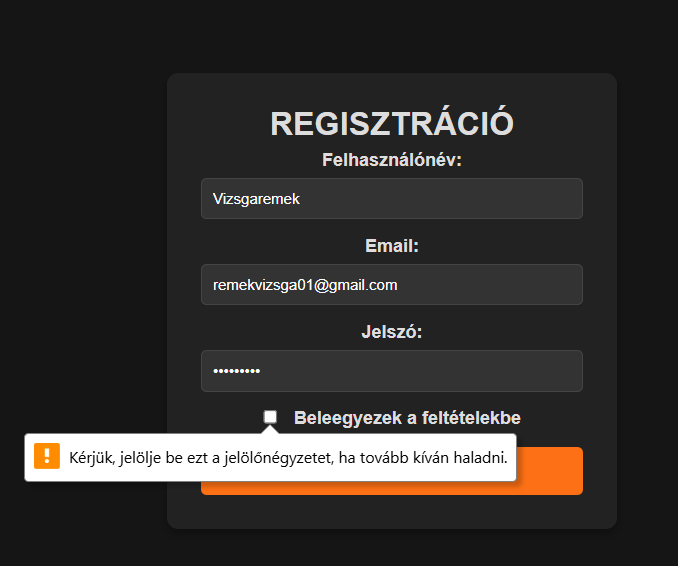 REGISZTRÁCIÓ
Felhasználónév:
Vizsgaremek
Email:
remekvizsga01@gmail.com
Jelszó:
•••••••••
Beleegyezek a feltételekbe
Kérjük, jelölje be ezt a jelölőnégyzetet, ha tovább kíván haladni.